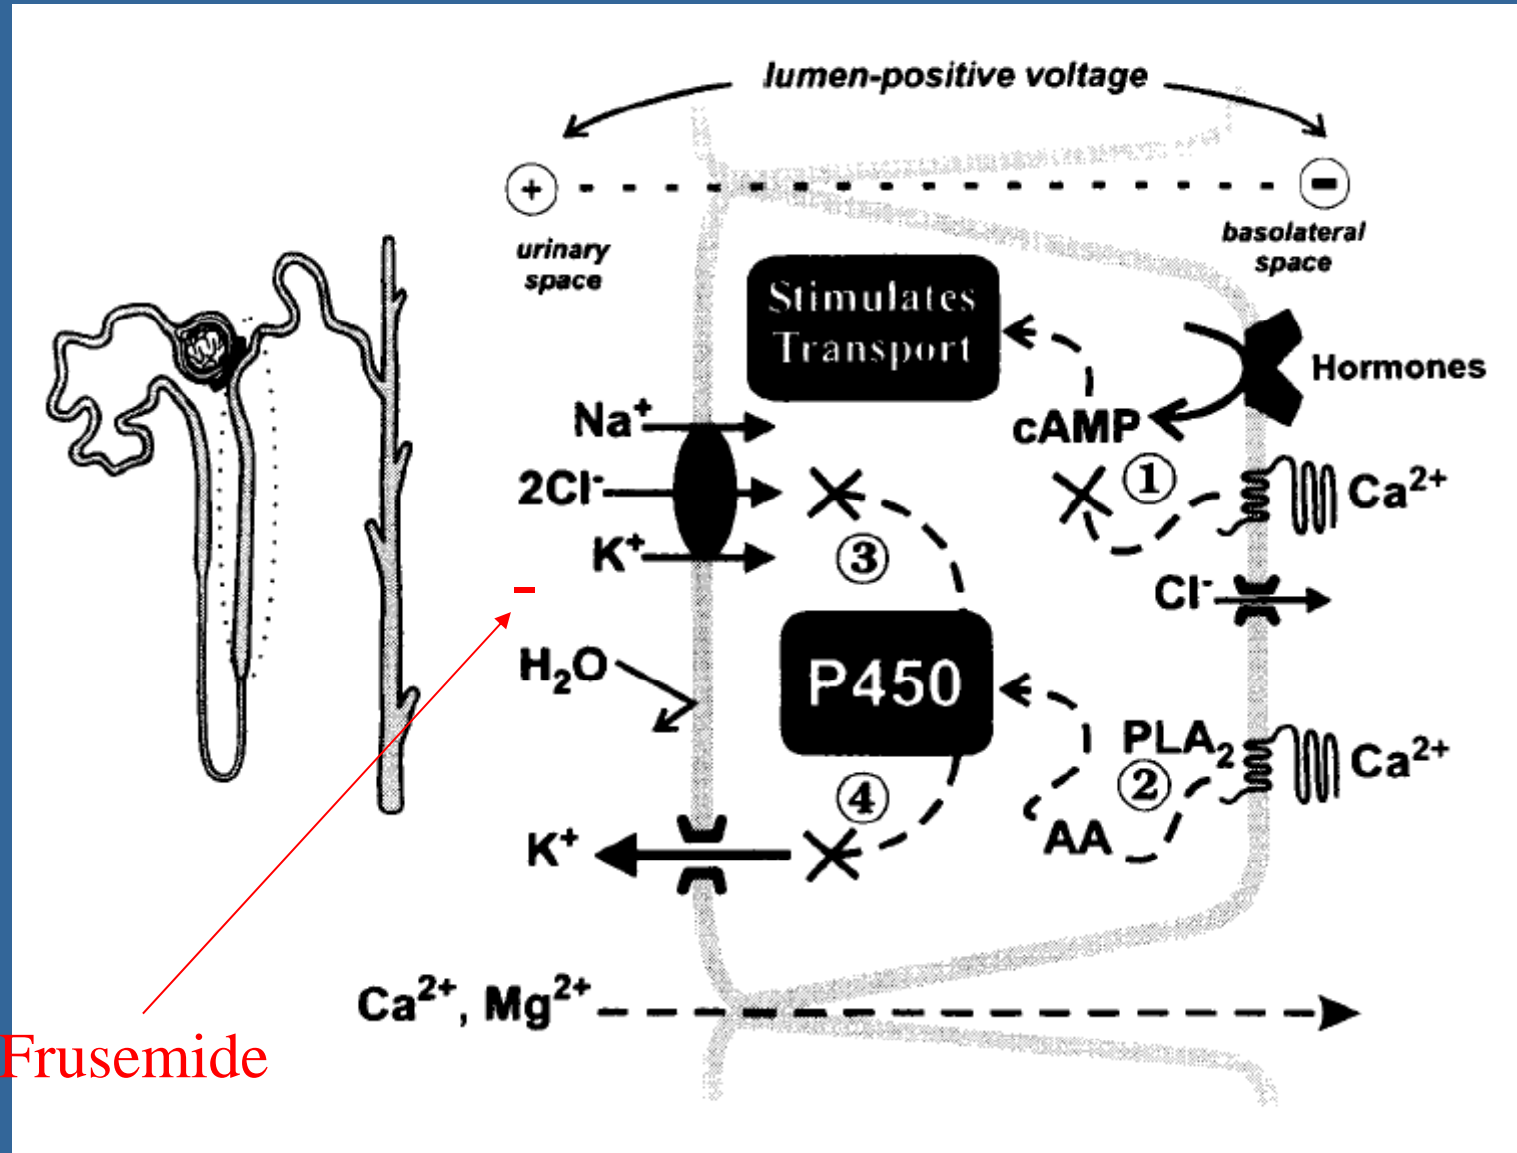 lumen-positive voltage
+
-
urinary
space
basolateral
space
Stimulates
Transport
Hormones
Na⁺
cAMP
①
2Cl⁻
Ca²⁺
K⁺
③
Cl⁻
-
H₂O
P450
PLA₂
Ca²⁺
②
④
K⁺
AA
Ca²⁺, Mg²⁺
Frusemide